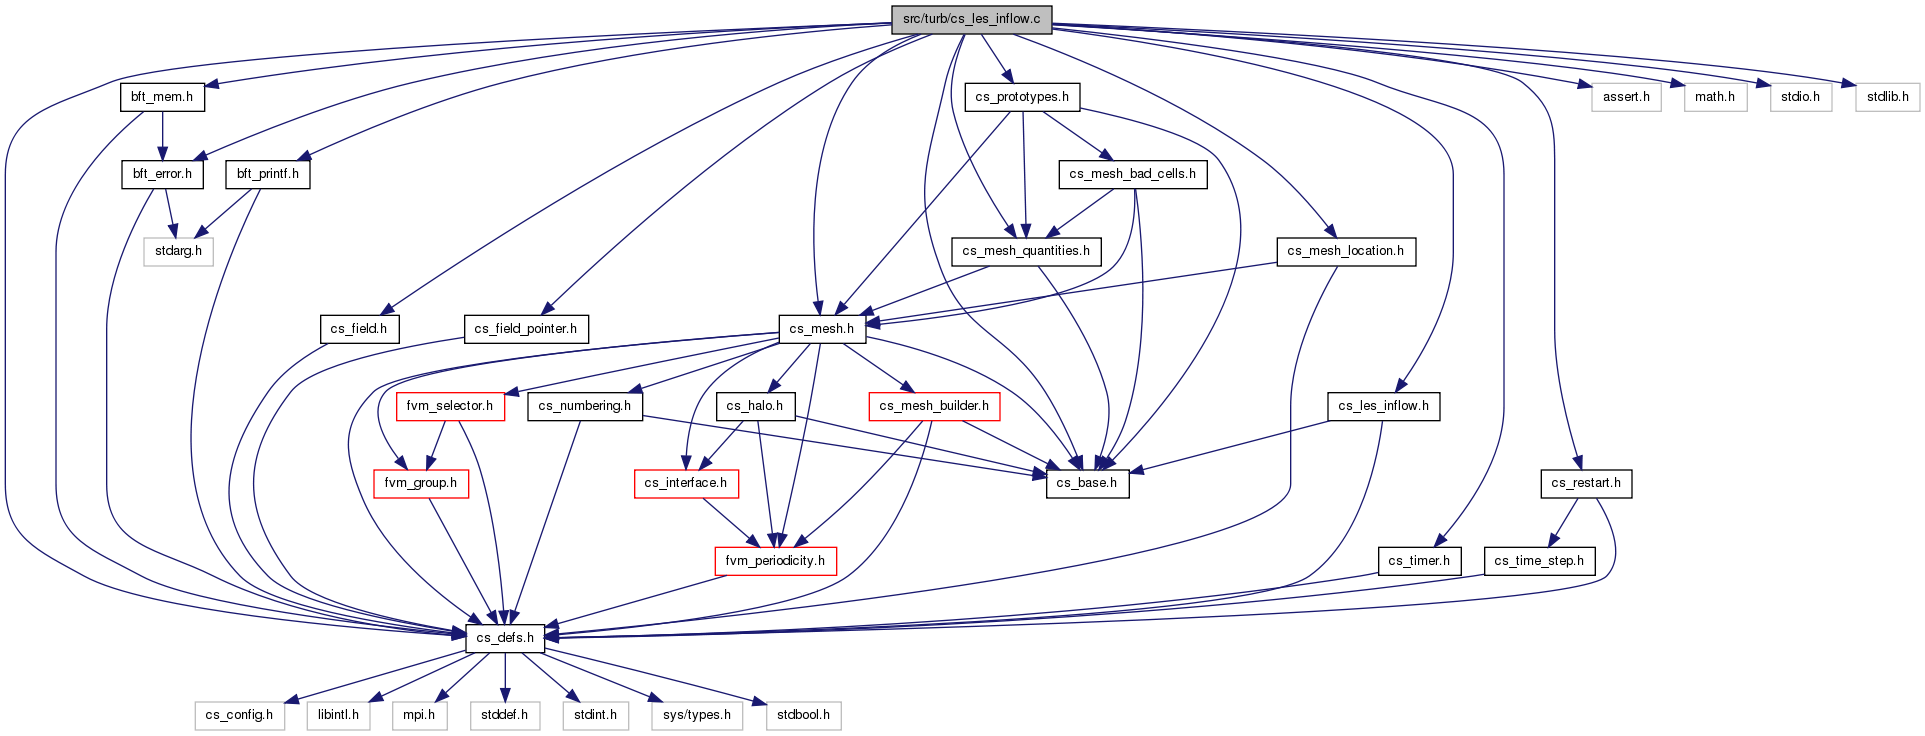 src/turb/cs_les_inflow.c
bft_mem.h
cs_prototypes.h
assert.h
math.h
stdio.h
stdlib.h
bft_error.h
bft_printf.h
cs_mesh_bad_cells.h
stdarg.h
cs_mesh_quantities.h
cs_mesh_location.h
cs_field.h
cs_field_pointer.h
cs_mesh.h
fvm_selector.h
cs_numbering.h
cs_halo.h
cs_mesh_builder.h
cs_les_inflow.h
fvm_group.h
cs_interface.h
cs_base.h
cs_restart.h
fvm_periodicity.h
cs_timer.h
cs_time_step.h
cs_defs.h
cs_config.h
libintl.h
mpi.h
stddef.h
stdint.h
sys/types.h
stdbool.h